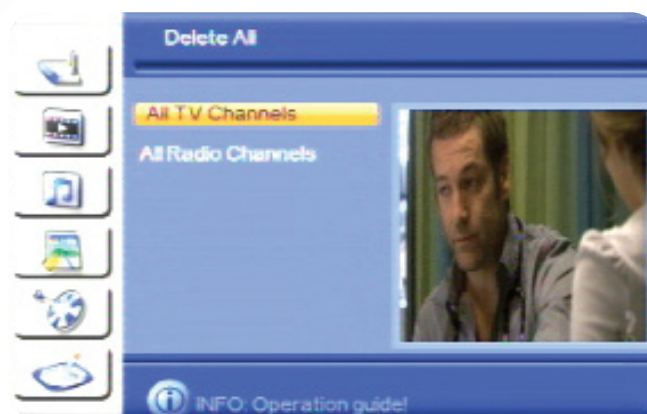 Delete All
All TV Channels
All Radio Channels
INFO: Operation guide!